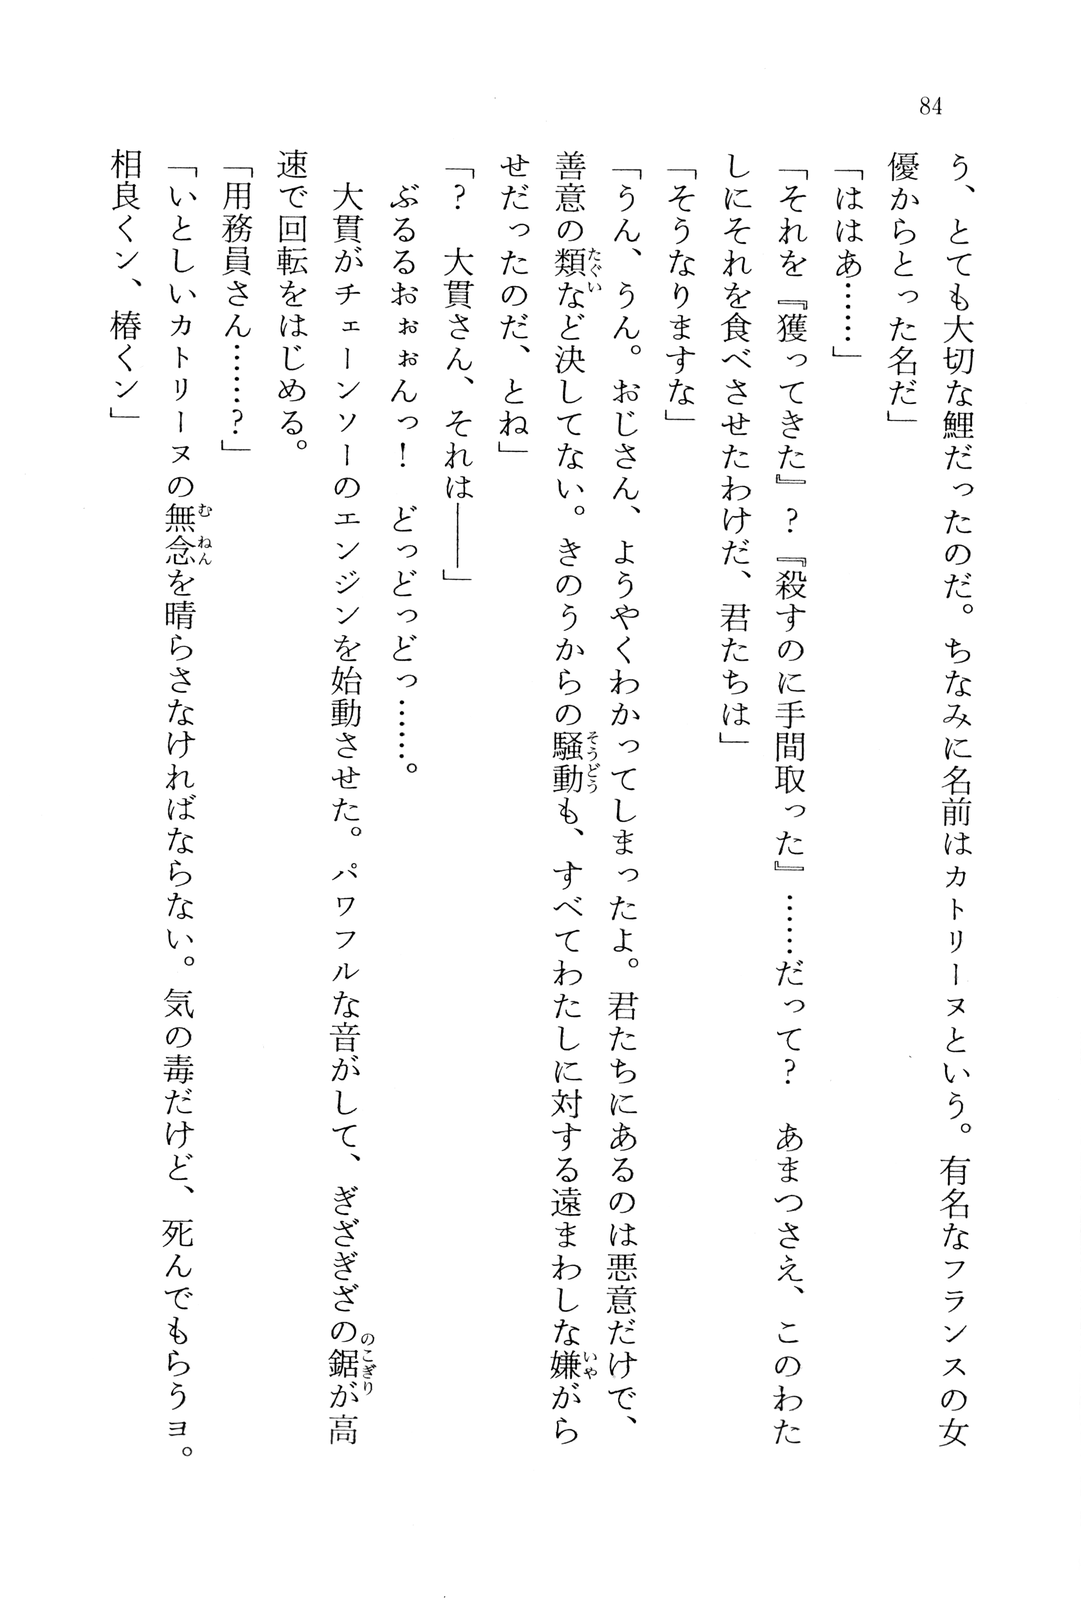 84
う、とても大切な鯉だったのだ。ちなみに名前はカトリーヌという。有名なフランスの女
優からとった名だ」
「ははあ……」
「それを『獲ってきた』?『殺すのに手間取った』……だって?　あまつさえ、このわた
しにそれを食べさせたわけだ、君たちは」
「そうなりますな」
「うん、うん。おじさん、ようやくわかってしまったよ。君たちにあるのは悪意だけで、
善意の類など決してない。きのうからの騒動も、すべてわたしに対する遠まわしな嫌がら
せだったのだ、とね」
「?　大貫さん、それは――」
ぶるるおぉぉんっ!　どっどっどっ……。
大貫がチェーンソーのエンジンを始動させた。パワフルな音がして、ぎざぎざの鋸が高
速で回転をはじめる。
「用務員さん……?」
「いとしいカトリーヌの無念を晴らさなければならない。気の毒だけど、死んでもらうョ。
相良くン、椿くン」